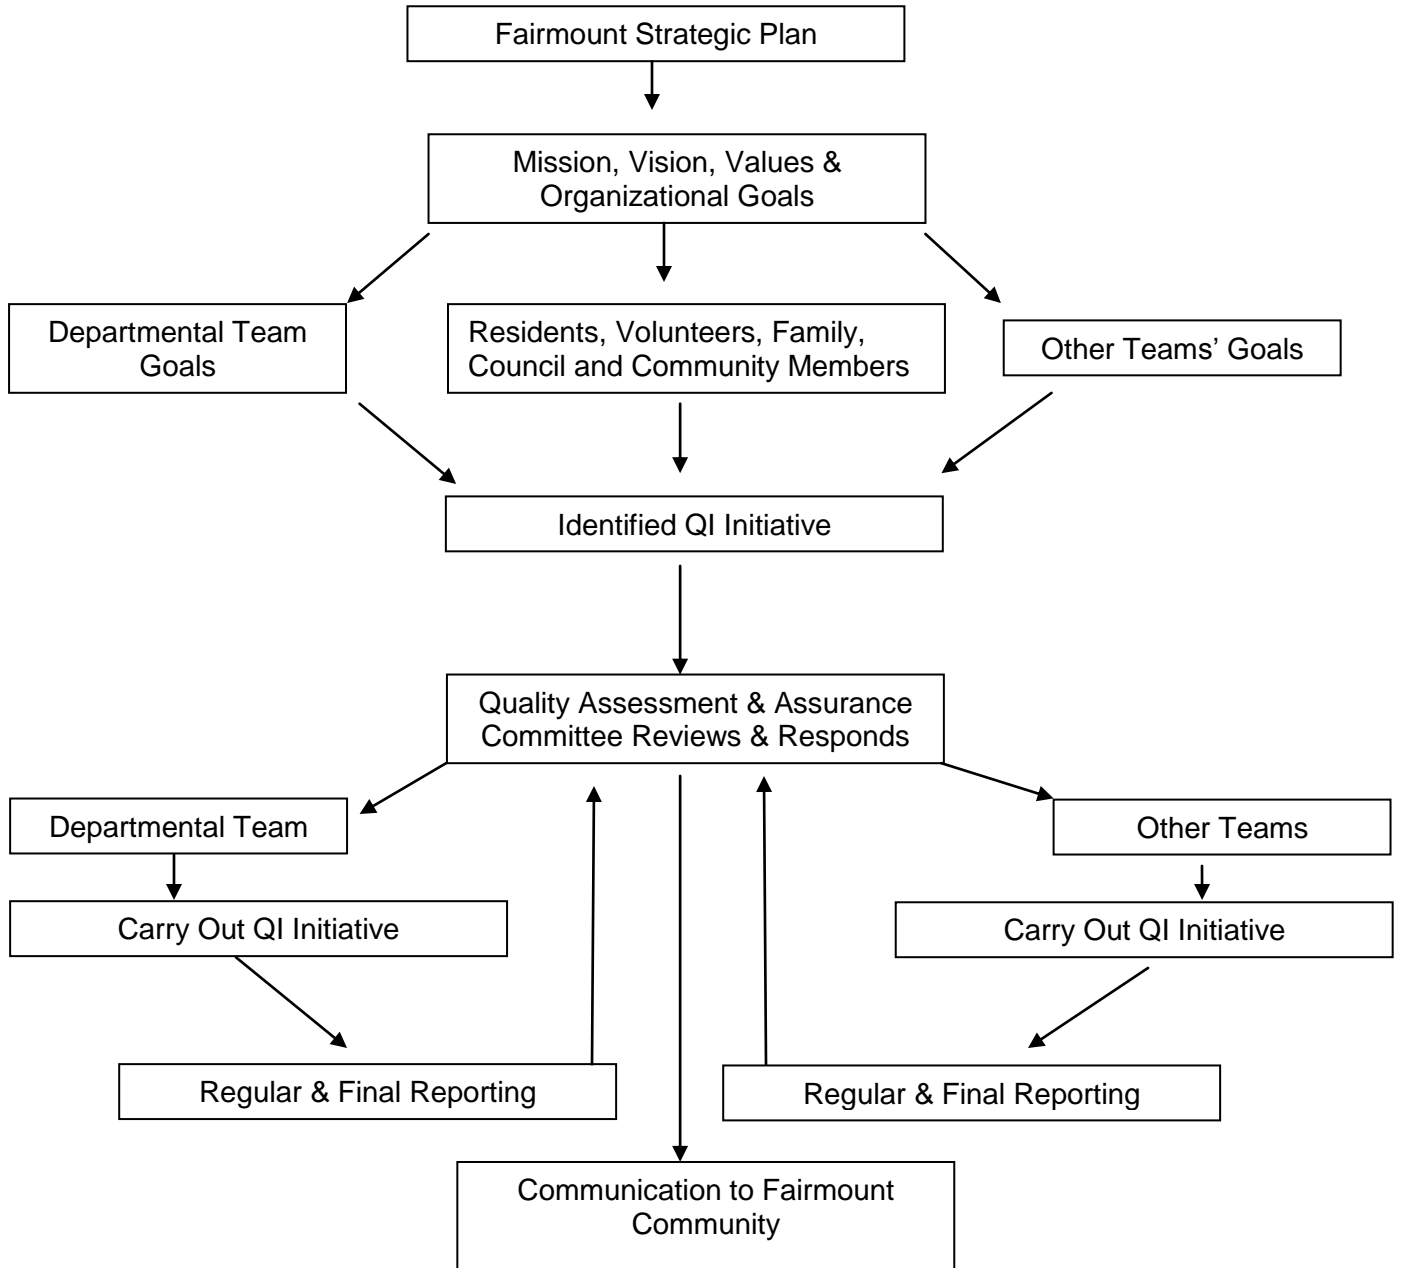 Fairmount Strategic Plan
Mission, Vision, Values &
Organizational Goals
Departmental Team
Goals
Residents, Volunteers, Family,
Council and Community Members
Other Teams’ Goals
Identified QI Initiative
Quality Assessment & Assurance
Committee Reviews & Responds
Departmental Team
Other Teams
Carry Out QI Initiative
Carry Out QI Initiative
Regular & Final Reporting
Regular & Final Reporting
Communication to Fairmount
Community